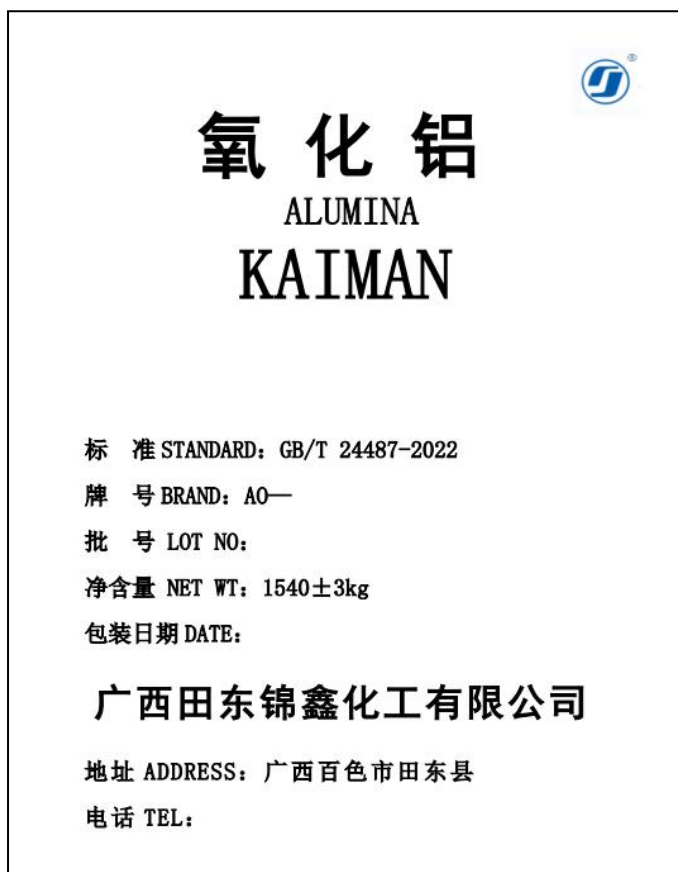 ®
氧化铝
ALUMINA
KAIMAN
标 准 STANDARD: GB/T 24487-2022
牌 号 BRAND: AO—
批 号 LOT NO:
净含量 NET WT: 1540±3kg
包装日期 DATE:
广西田东锦鑫化工有限公司
地址 ADDRESS: 广西百色市田东县
电话 TEL: